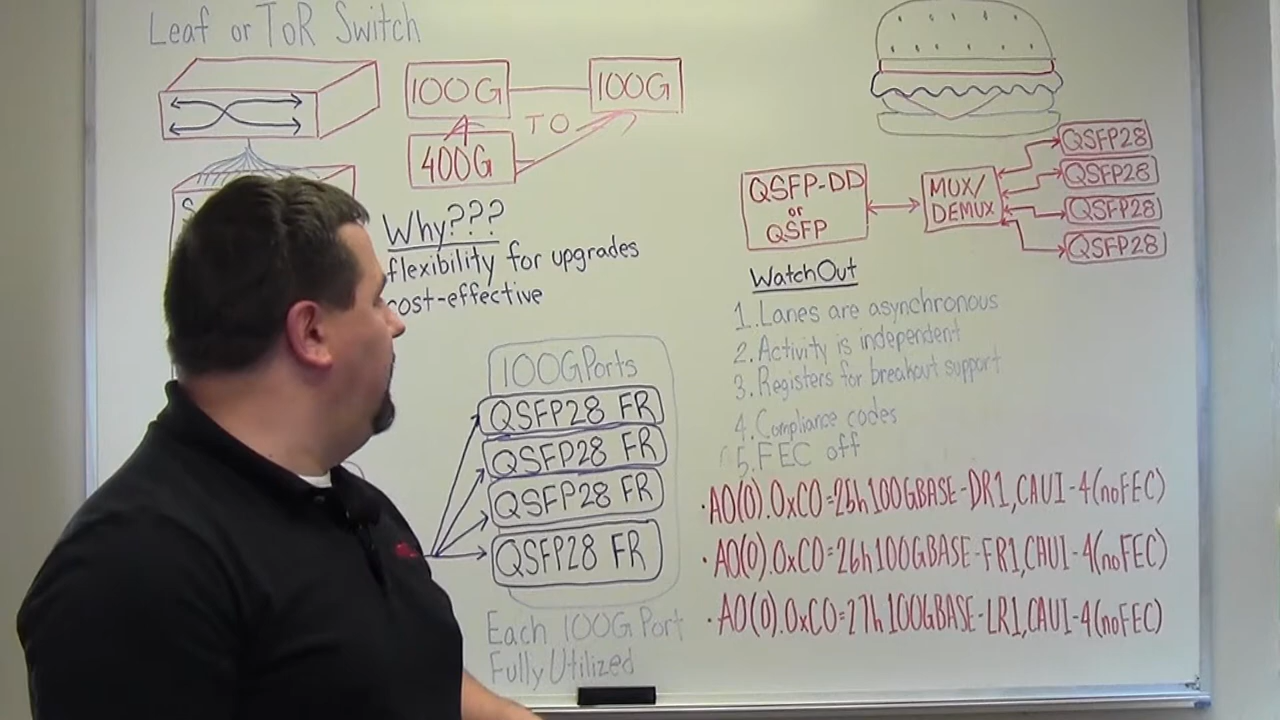 Leaf or ToR Switch
100G
100G
TO
400G
Why???
flexibility for upgrades
cost-effective
100G Ports
QSFP28 FR
QSFP28 FR
QSFP28 FR
QSFP28 FR
Each 100G Port
Fully Utilized
QSFP-DD
or
QSFP
MUX/
DEMUX
QSFP28
QSFP28
QSFP28
QSFP28
WatchOut
1. Lanes are asynchronous
2. Activity is independent
3. Registers for breakout support
4. Compliance codes
5. FEC off
· A0(0).0xC0=25h 100GBASE-DR1, CAUI-4(noFEC)
· A0(0).0xC0=26h 100GBASE-FR1, CAUI-4(noFEC)
· A0(0).0xC0=27h 100GBASE-LR1, CAUI-4(noFEC)